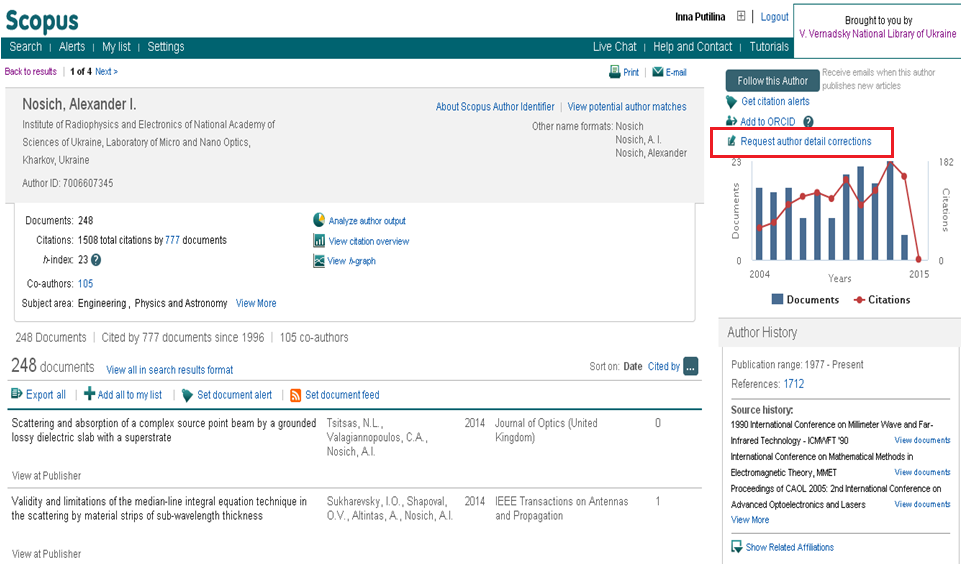 Scopus
Inna Putilina | Logout
Brought to you by
V. Vernadsky National Library of Ukraine
Search | Alerts | My list | Settings
Live Chat | Help and Contact | Tutorials
Back to results | 1 of 4 Next >
Print | E-mail
Follow this Author
Receive emails when this author
publishes new articles
Get citation alerts
Add to ORCID ?
Request author detail corrections
Nosich, Alexander I.
About Scopus Author Identifier | View potential author matches
Institute of Radiophysics and Electronics of National Academy of
Sciences of Ukraine, Laboratory of Micro and Nano Optics,
Kharkov, Ukraine
Other name formats: Nosich
Nosich, A. I.
Nosich, Alexander
Author ID: 7006607345
Documents: 248
Citations: 1508 total citations by 777 documents
h-index: 23 ?
Co-authors: 105
Subject area: Engineering , Physics and Astronomy View More
Analyze author output
View citation overview
View h-graph
23
182
Documents
Citations
0
0
2004
2015
Years
Documents Citations
248 Documents | Cited by 777 documents since 1996 | 105 co-authors
248 documents View all in search results format
Sort on: Date Cited by ...
Export all | Add all to my list | Set document alert | Set document feed
Scattering and absorption of a complex source point beam by a grounded
lossy dielectric slab with a superstrate
Tsitsas, N.L.,
Valagiannopoulos, C.A.,
Nosich, A.I.
2014
Journal of Optics (United
Kingdom)
0
View at Publisher
Validity and limitations of the median-line integral equation technique in
the scattering by material strips of sub-wavelength thickness
Sukharevsky, I.O., Shapoval,
O.V., Altintas, A., Nosich, A.I.
2014
IEEE Transactions on Antennas
and Propagation
1
View at Publisher
Author History
Publication range: 1977 - Present
References: 1712
Source history:
1990 International Conference on Millimeter Wave and Far-
Infrared Technology - ICMWFT '90 View documents
International Conference on Mathematical Methods in
Electromagnetic Theory, MMET View documents
Proceedings of CAOL 2005: 2nd International Conference on
Advanced Optoelectronics and Lasers View documents
View More
Show Related Affiliations